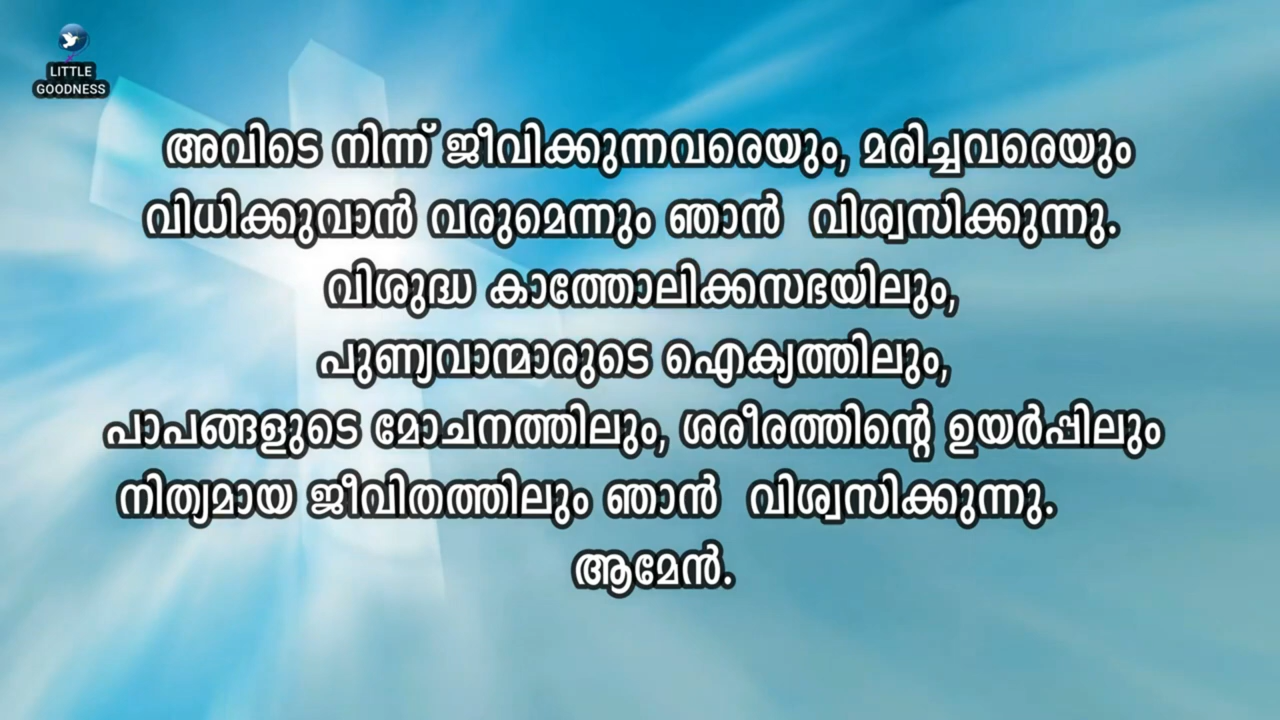 LITTLE
GOODNESS
അവിടെ നിന്ന് ജീവിക്കുന്നവരെയും, മരിച്ചവരെയും
വിധിക്കുവാൻ വരുമെന്നും ഞാൻ വിശ്വസിക്കുന്നു.
വിശുദ്ധ കാത്തോലിക്കസഭയിലും,
പുണ്യവാന്മാരുടെ ഐക്യത്തിലും,
പാപങ്ങളുടെ മോചനത്തിലും, ശരീരത്തിന്റെ ഉയർപ്പിലും
നിത്യമായ ജീവിതത്തിലും ഞാൻ വിശ്വസിക്കുന്നു.
ആമേൻ.